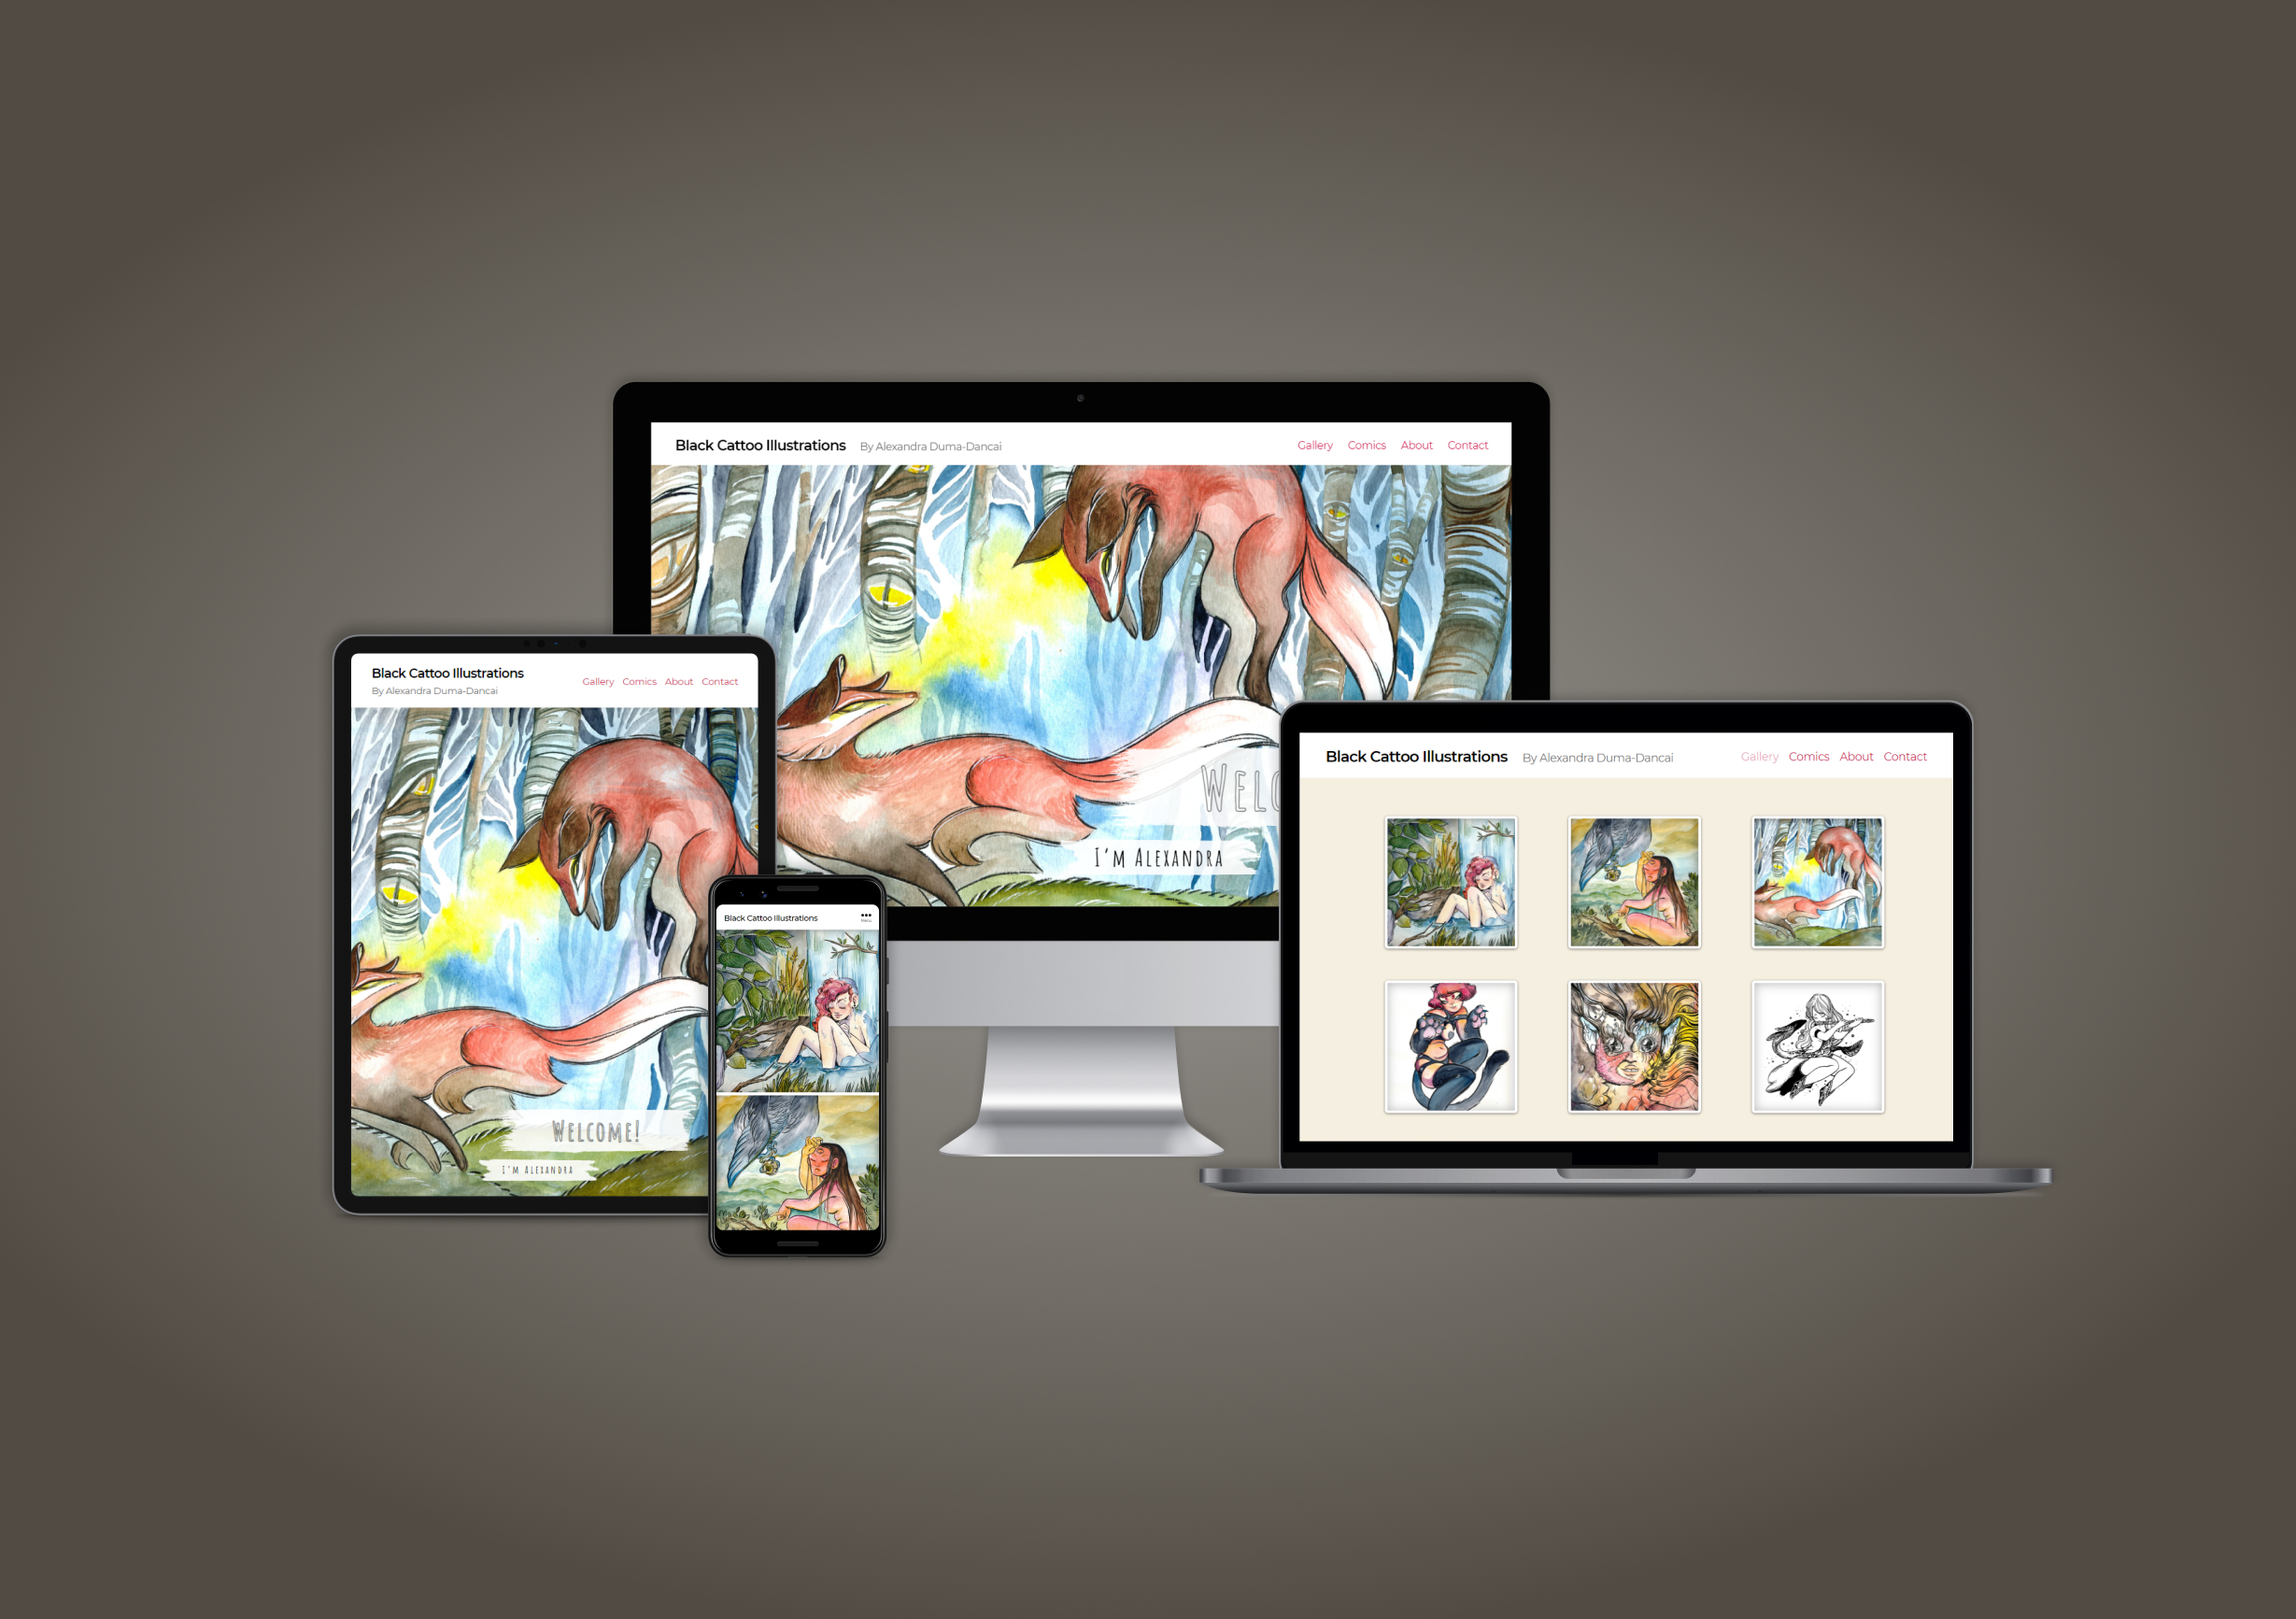 Black Cattoo Illustrations By Alexandra Duma-Dancai Gallery Comics About Contact
WELC
I'M ALEXANDRA
Black Cattoo Illustrations
By Alexandra Duma-Dancai
Gallery Comics About Contact
WELCOME!
I'M ALEXANDRA
Black Cattoo Illustrations
Menu
Black Cattoo Illustrations By Alexandra Duma-Dancai Gallery Comics About Contact